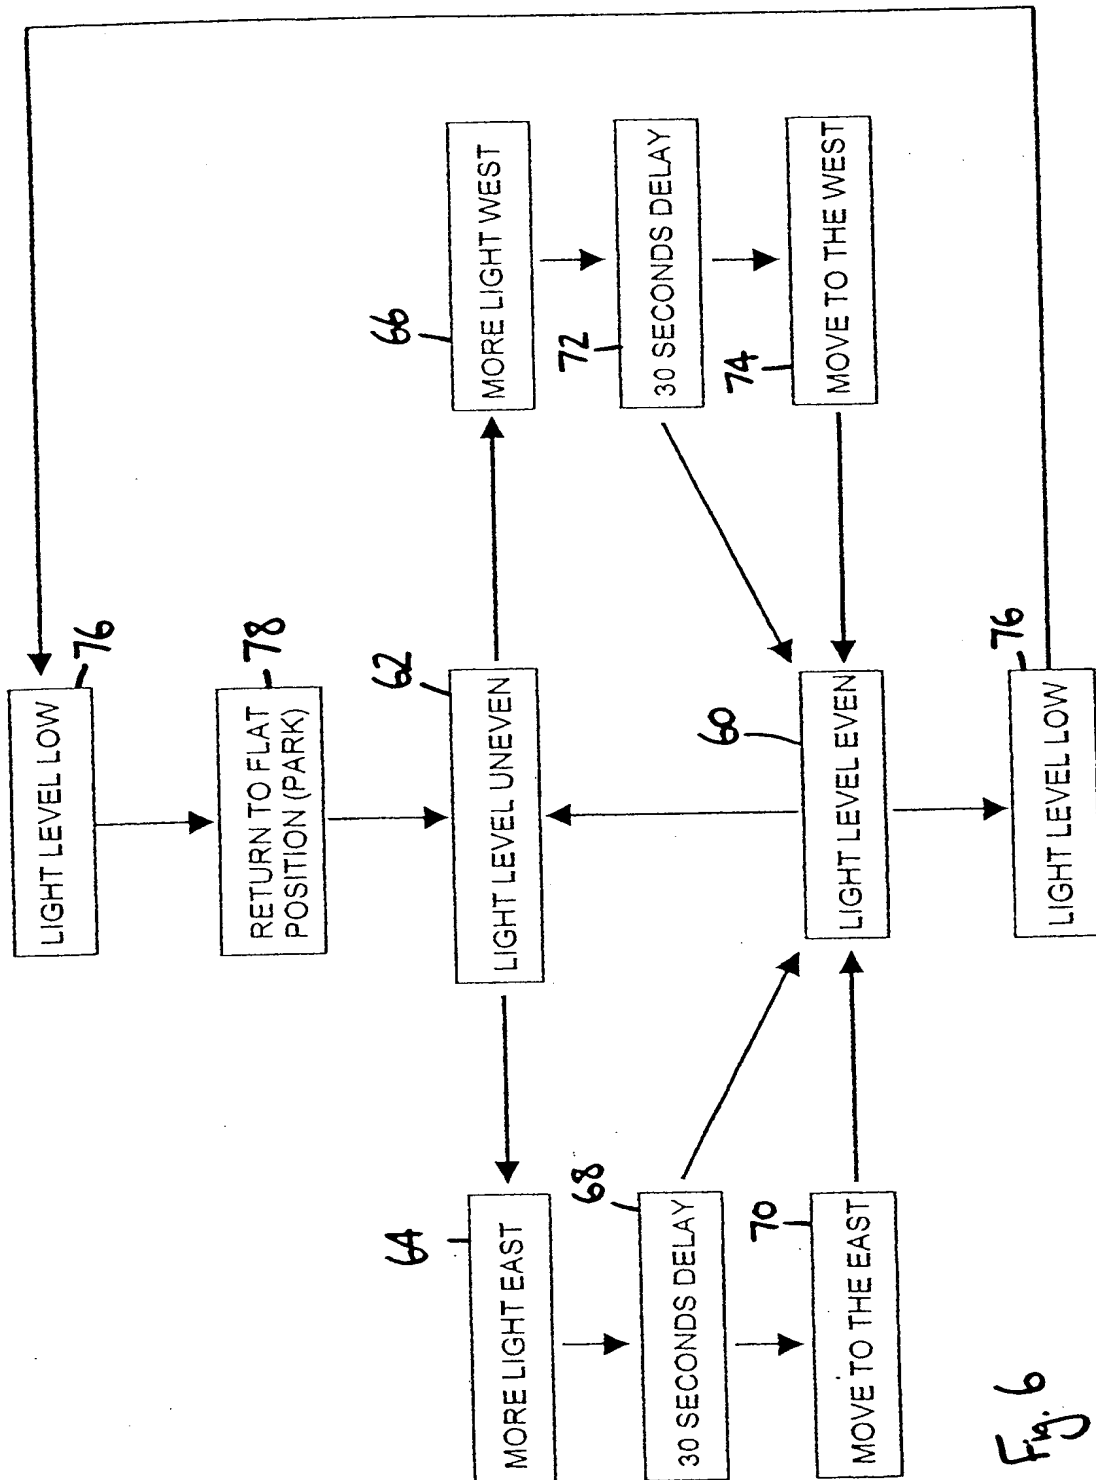 LIGHT LEVEL LOW
76
RETURN TO FLAT
POSITION (PARK)
78
LIGHT LEVEL UNEVEN
62
MORE LIGHT EAST
64
MORE LIGHT WEST
66
30 SECONDS DELAY
68
30 SECONDS DELAY
72
MOVE TO THE EAST
70
MOVE TO THE WEST
74
LIGHT LEVEL EVEN
60
LIGHT LEVEL LOW
76
Fig. 6